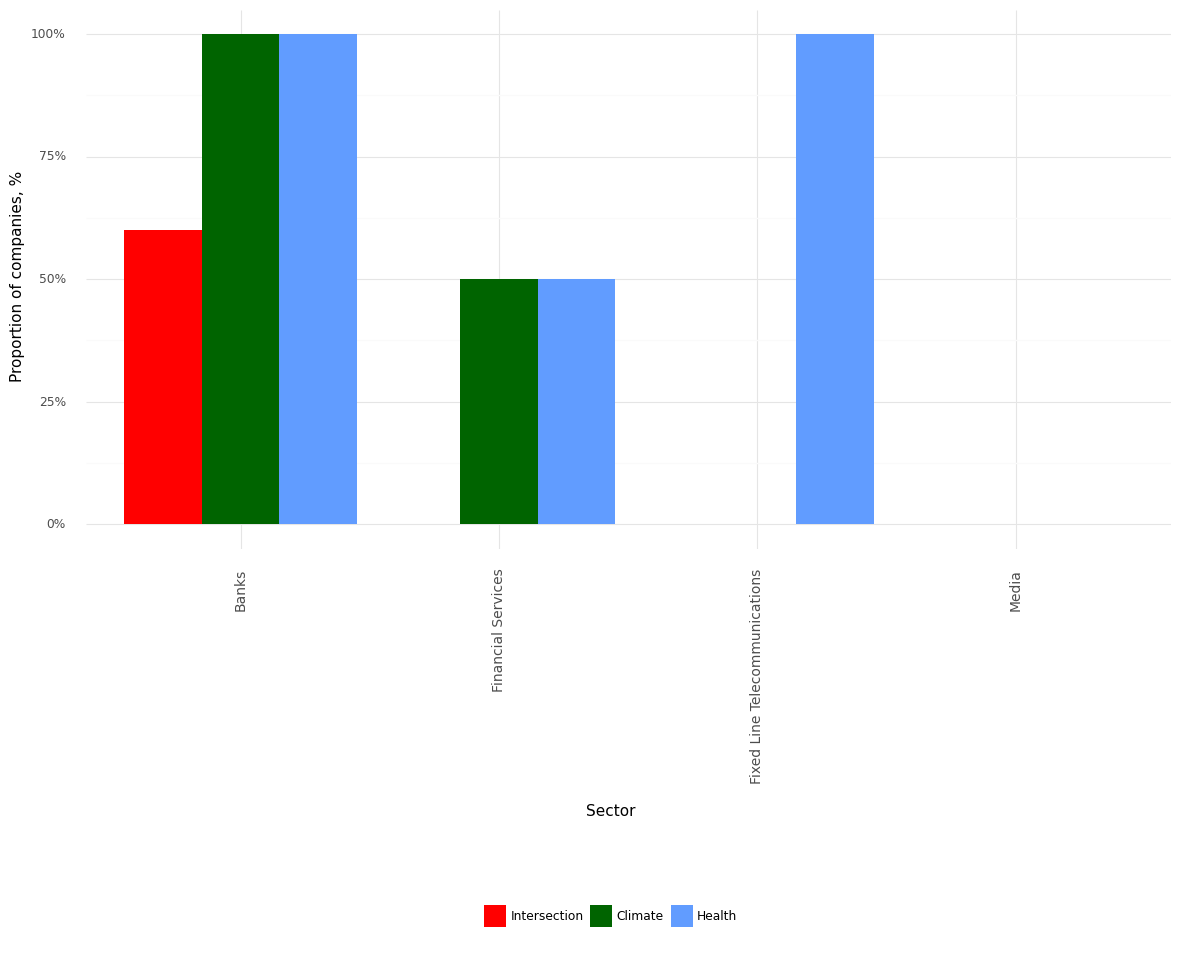 Proportion of companies, %
100%
75%
50%
25%
0%
Banks
Financial Services
Fixed Line Telecommunications
Media
Sector
Intersection
Climate
Health